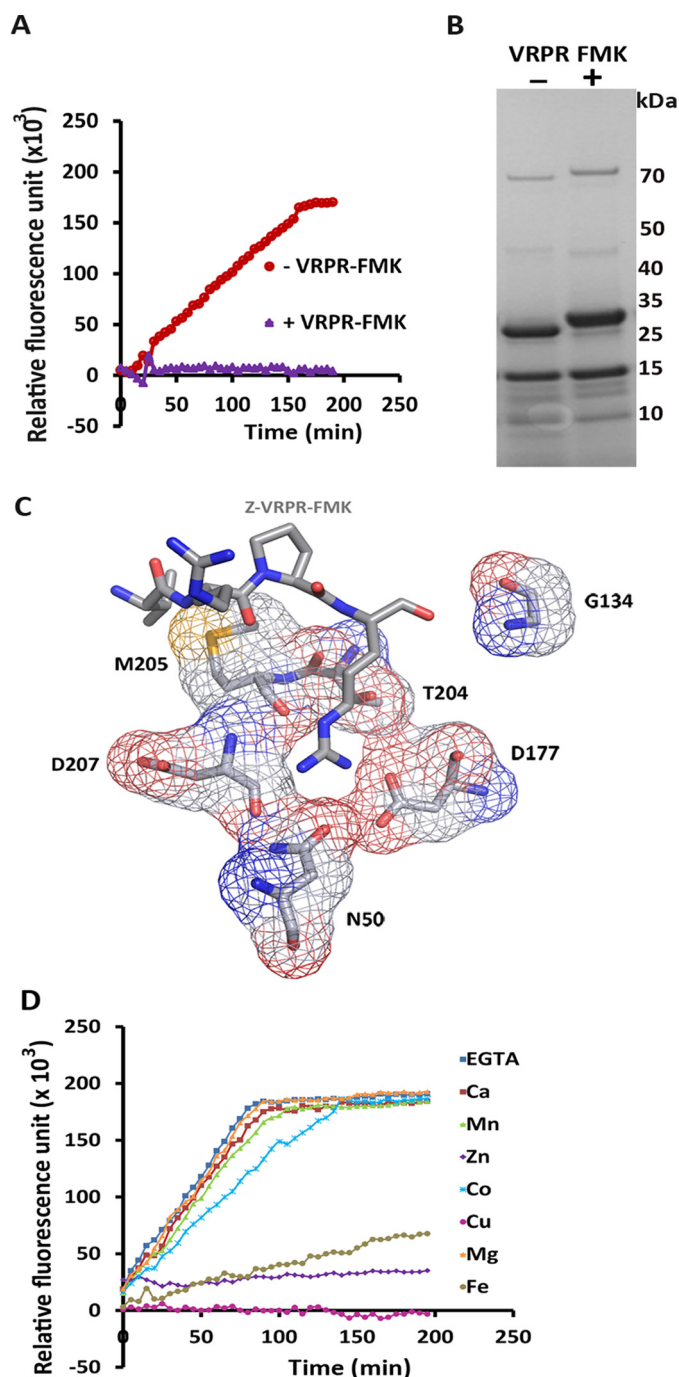 A
Relative fluorescence unit (x10³)
250
200
150
100
50
0
-50
50
100
150
200
250
Time (min)
- VRPR-FMK
+ VRPR-FMK
B
VRPR FMK
− +
kDa
70
50
40
35
25
15
10
C
Z-VRPR-FMK
G134
M205
T204
D207
D177
N50
D
Relative fluorescence unit (x 10³)
250
200
150
100
50
0
-50
0
50
100
150
200
250
Time (min)
EGTA
Ca
Mn
Zn
Co
Cu
Mg
Fe